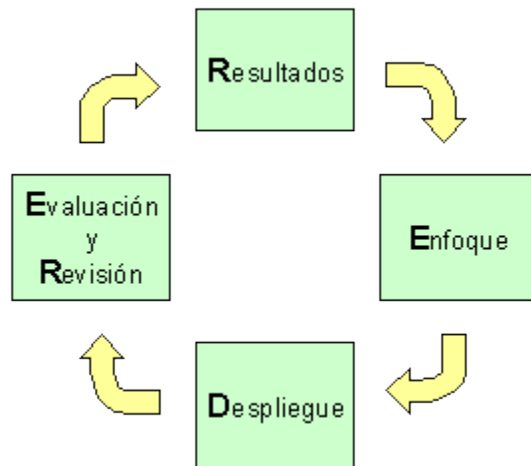 Resultados
Enfoque
Despliegue
Evaluación
y
Revisión